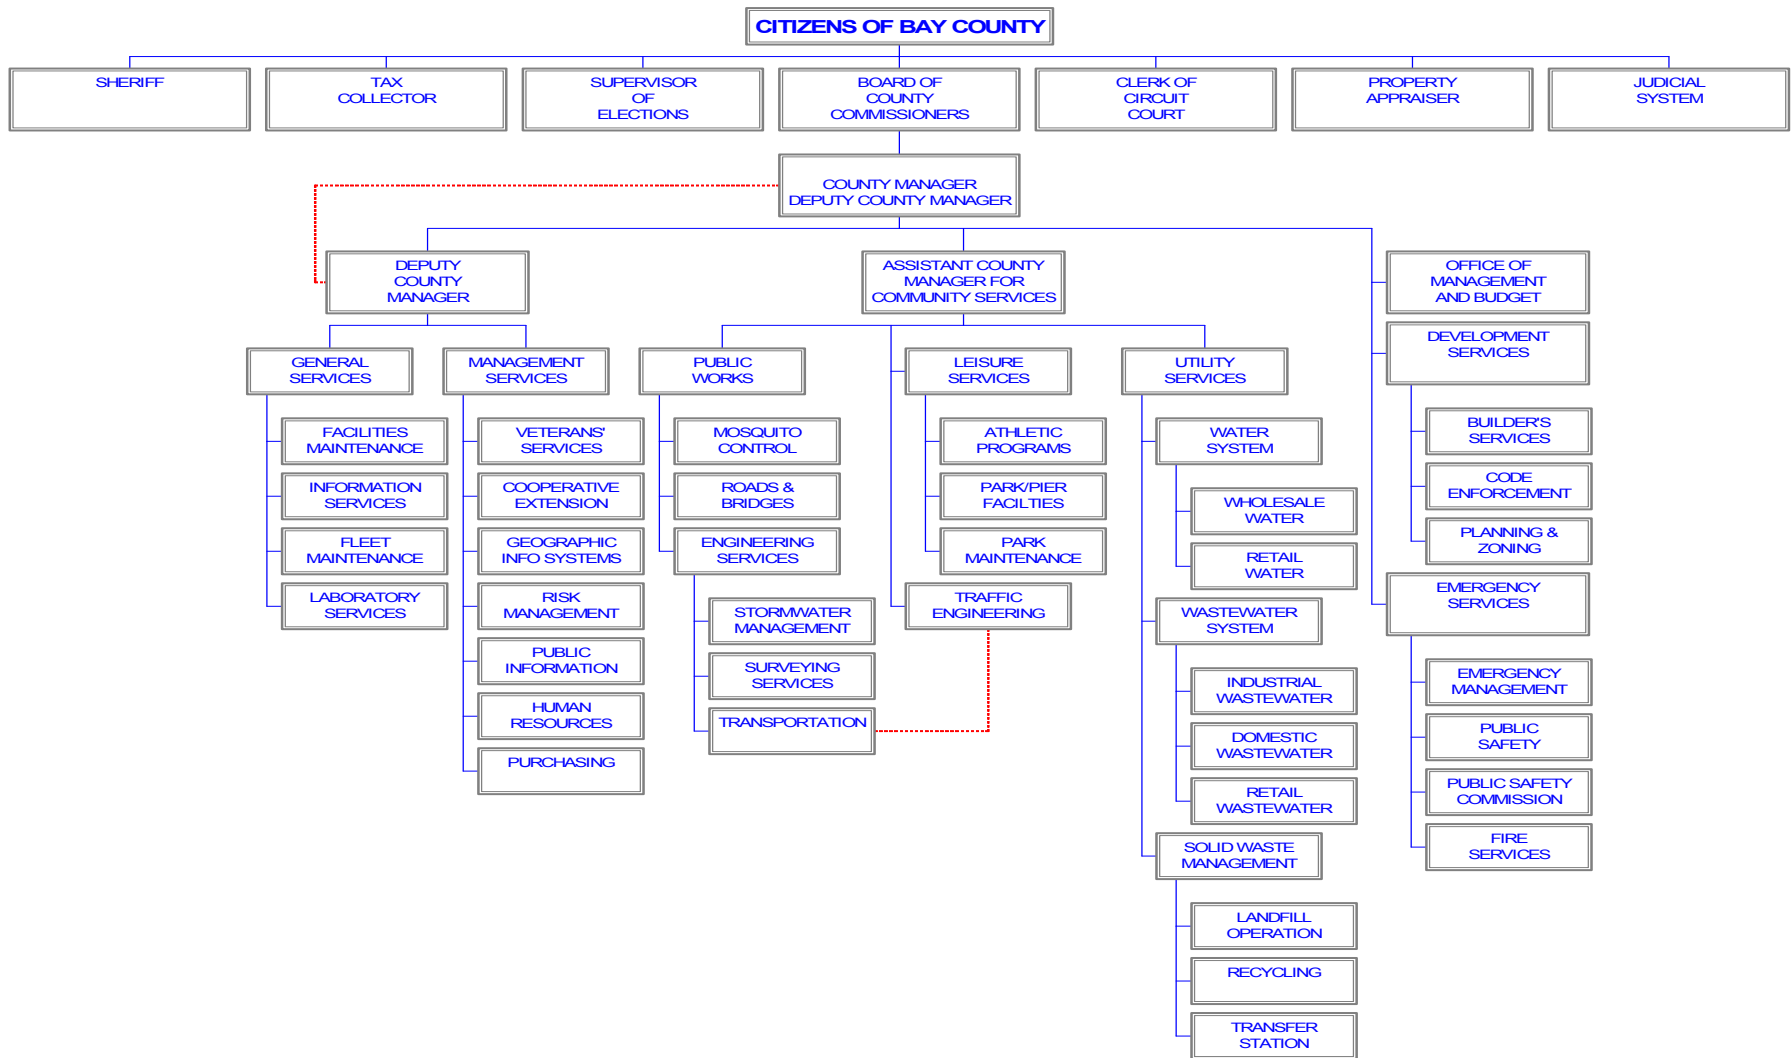 CITIZENS OF BAY COUNTY
SHERIFF
TAX
COLLECTOR
SUPERVISOR
OF
ELECTIONS
BOARD OF
COUNTY
COMMISSIONERS
CLERK OF
CIRCUIT
COURT
PROPERTY
APPRAISER
JUDICIAL
SYSTEM
COUNTY MANAGER
DEPUTY COUNTY MANAGER
DEPUTY
COUNTY
MANAGER
ASSISTANT COUNTY
MANAGER FOR
COMMUNITY SERVICES
GENERAL
SERVICES
FACILITIES
MAINTENANCE
INFORMATION
SERVICES
FLEET
MAINTENANCE
LABORATORY
SERVICES
MANAGEMENT
SERVICES
VETERANS'
SERVICES
COOPERATIVE
EXTENSION
GEOGRAPHIC
INFO SYSTEMS
RISK
MANAGEMENT
PUBLIC
INFORMATION
HUMAN
RESOURCES
PURCHASING
PUBLIC
WORKS
MOSQUITO
CONTROL
ROADS &
BRIDGES
ENGINEERING
SERVICES
STORMWATER
MANAGEMENT
SURVEYING
SERVICES
TRANSPORTATION
LEISURE
SERVICES
ATHLETIC
PROGRAMS
PARK/PIER
FACILTIES
PARK
MAINTENANCE
TRAFFIC
ENGINEERING
UTILITY
SERVICES
WATER
SYSTEM
WHOLESALE
WATER
RETAIL
WATER
WASTEWATER
SYSTEM
INDUSTRIAL
WASTEWATER
DOMESTIC
WASTEWATER
RETAIL
WASTEWATER
SOLID WASTE
MANAGEMENT
LANDFILL
OPERATION
RECYCLING
TRANSFER
STATION
OFFICE OF
MANAGEMENT
AND BUDGET
DEVELOPMENT
SERVICES
BUILDER'S
SERVICES
CODE
ENFORCEMENT
PLANNING &
ZONING
EMERGENCY
SERVICES
EMERGENCY
MANAGEMENT
PUBLIC
SAFETY
PUBLIC SAFETY
COMMISSION
FIRE
SERVICES